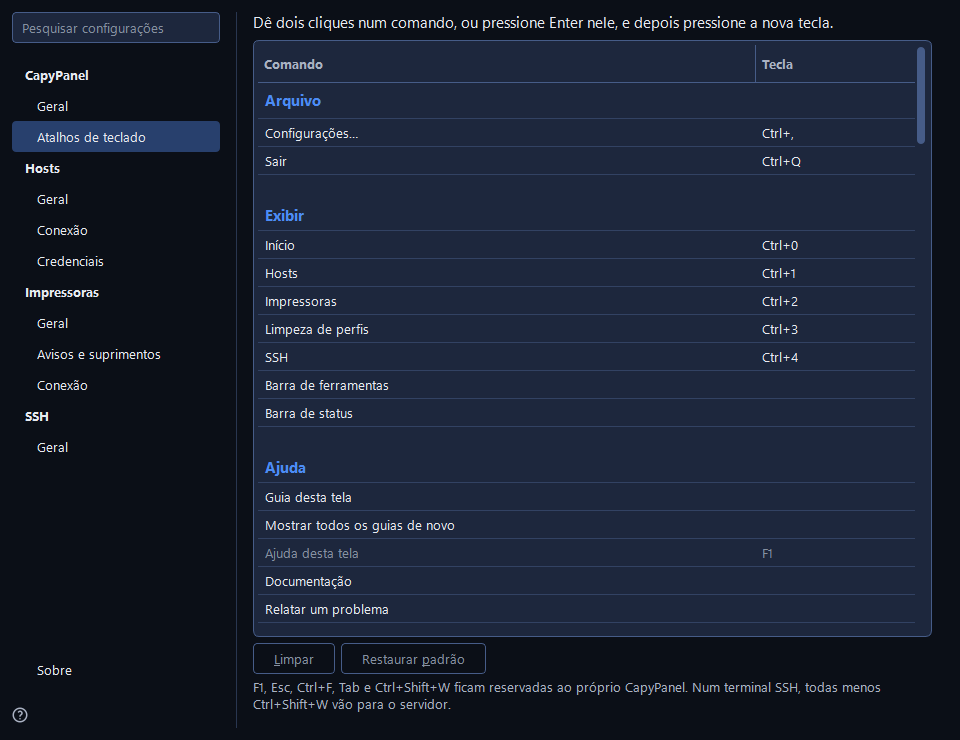 Pesquisar configurações
CapyPanel
Geral
Atalhos de teclado
Hosts
Geral
Conexão
Credenciais
Impressoras
Geral
Avisos e suprimentos
Conexão
SSH
Geral
Sobre
Dê dois cliques num comando, ou pressione Enter nele, e depois pressione a nova tecla.
Comando Tecla
Arquivo
Configurações... Ctrl+,
Sair Ctrl+Q
Exibir
Início Ctrl+0
Hosts Ctrl+1
Impressoras Ctrl+2
Limpeza de perfis Ctrl+3
SSH Ctrl+4
Barra de ferramentas
Barra de status
Ajuda
Guia desta tela
Mostrar todos os guias de novo
Ajuda desta tela F1
Documentação
Relatar um problema
Limpar Restaurar padrão
F1, Esc, Ctrl+F, Tab e Ctrl+Shift+W ficam reservadas ao próprio CapyPanel. Num terminal SSH, todas menos
Ctrl+Shift+W vão para o servidor.